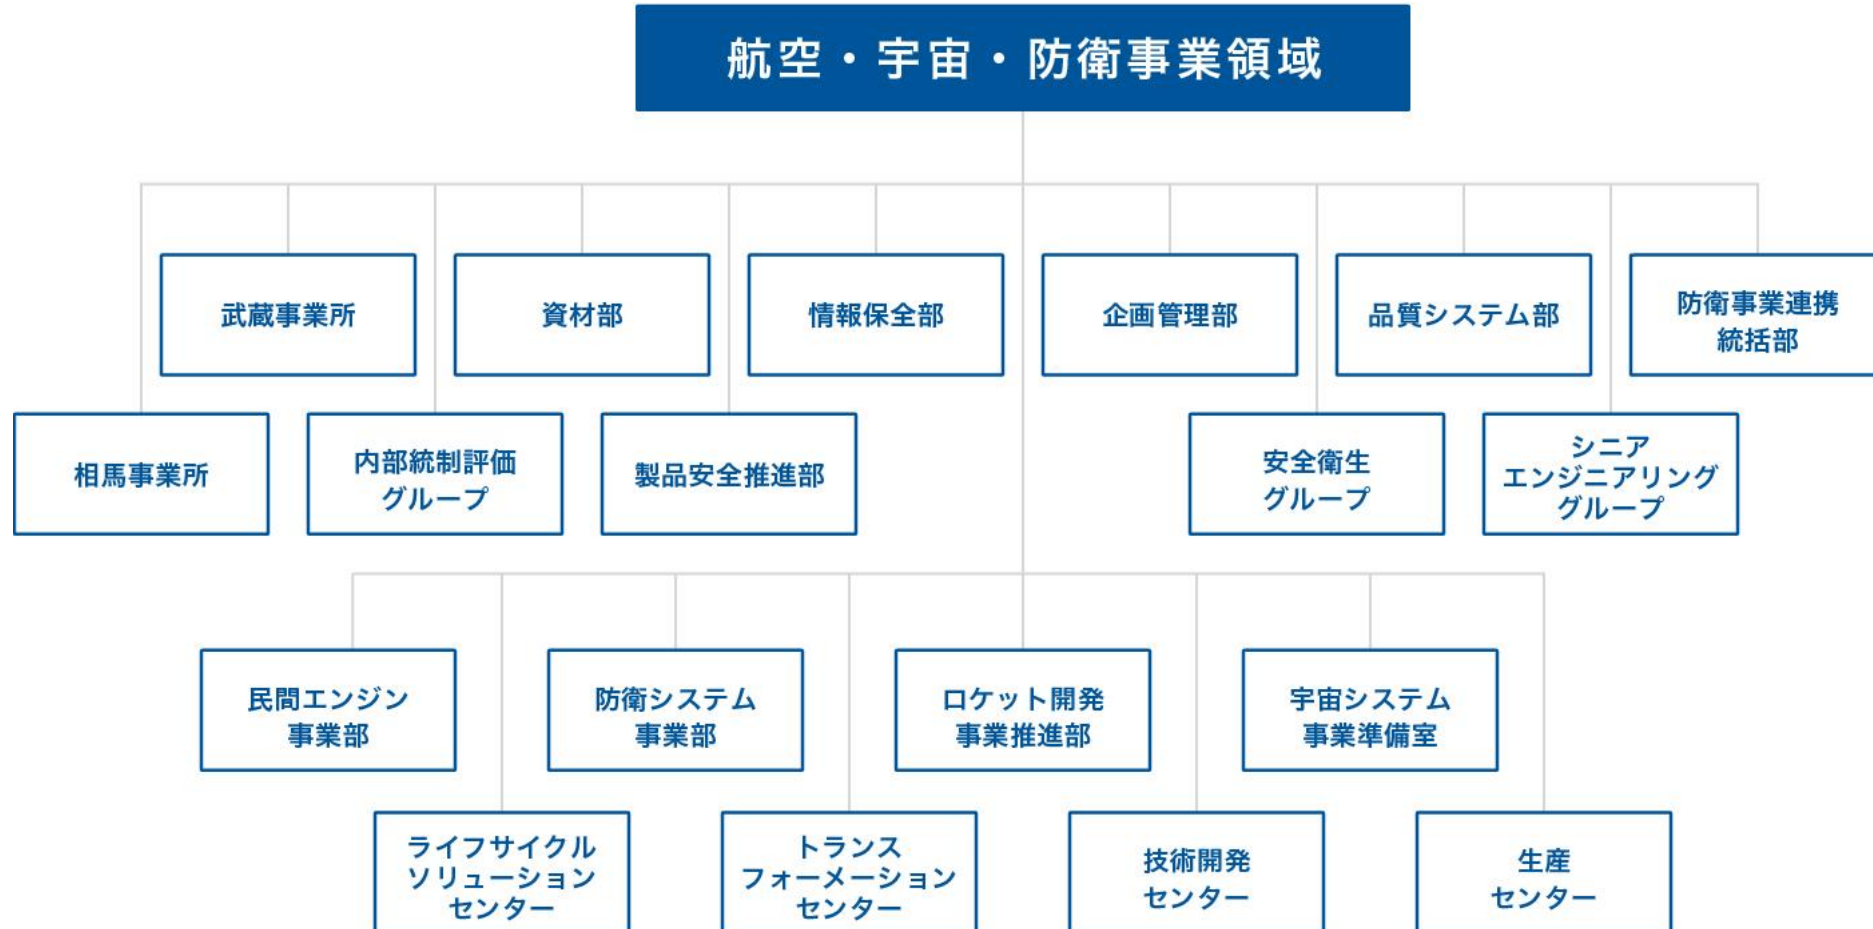 航空・宇宙・防衛事業領域
武蔵事業所
資材部
情報保全部
企画管理部
品質システム部
防衛事業連携
統括部
相馬事業所
内部統制評価
グループ
製品安全推進部
安全衛生
グループ
シニア
エンジニアリング
グループ
民間エンジン
事業部
防衛システム
事業部
ロケット開発
事業推進部
宇宙システム
事業準備室
ライフサイクル
ソリューション
センター
トランス
フォーメーション
センター
技術開発
センター
生産
センター